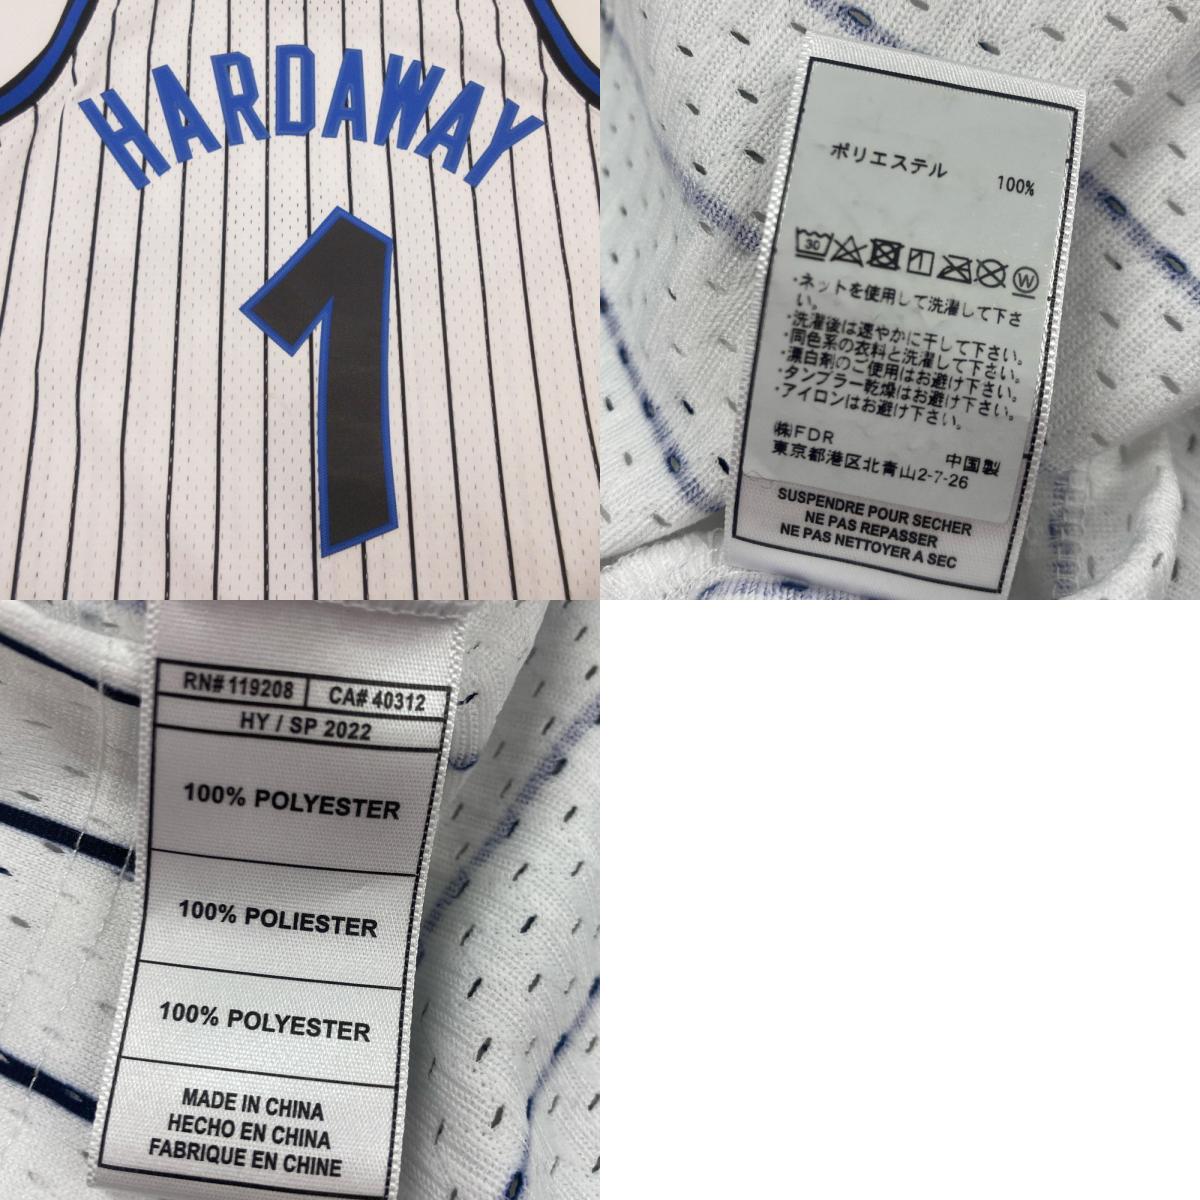 HARDAWAY
1
ポリエステル 100%
30
W
・ネットを使用して洗濯して下さ
い。
・洗濯後は速やかに干して下さい。
・同色系の衣料と洗濯して下さい。
・漂白剤のご使用はお避け下さい。
・タンブラー乾燥はお避け下さい。
・アイロンはお避け下さい。
㈱FDR 中国製
東京都港区北青山2-7-26
SUSPENDRE POUR SECHER
NE PAS REPASSER
NE PAS NETTOYER A SEC
RN# 119208 CA# 40312
HY / SP 2022
100% POLYESTER
100% POLIESTER
100% POLYESTER
MADE IN CHINA
HECHO EN CHINA
FABRIQUE EN CHINE